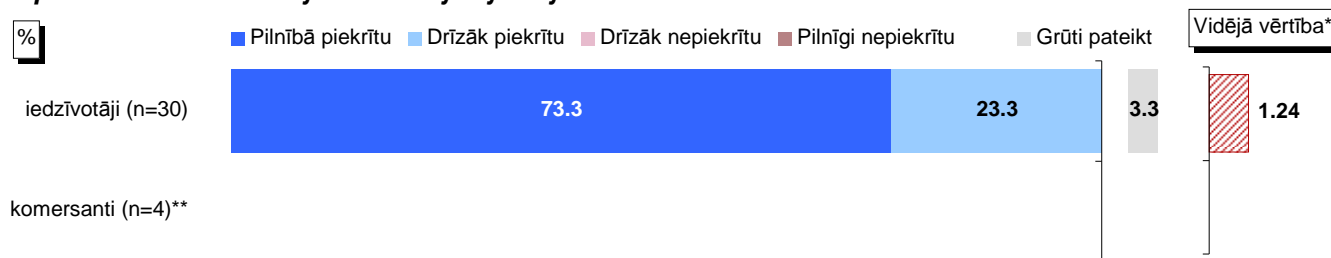 %
Pilnībā piekrītu Drīzāk piekrītu Drīzāk nepiekrītu Pilnīgi nepiekrītu Grūti pateikt
Vidējā vērtība*
iedzīvotāji (n=30) 73.3 23.3 3.3 1.24
komersanti (n=4)**